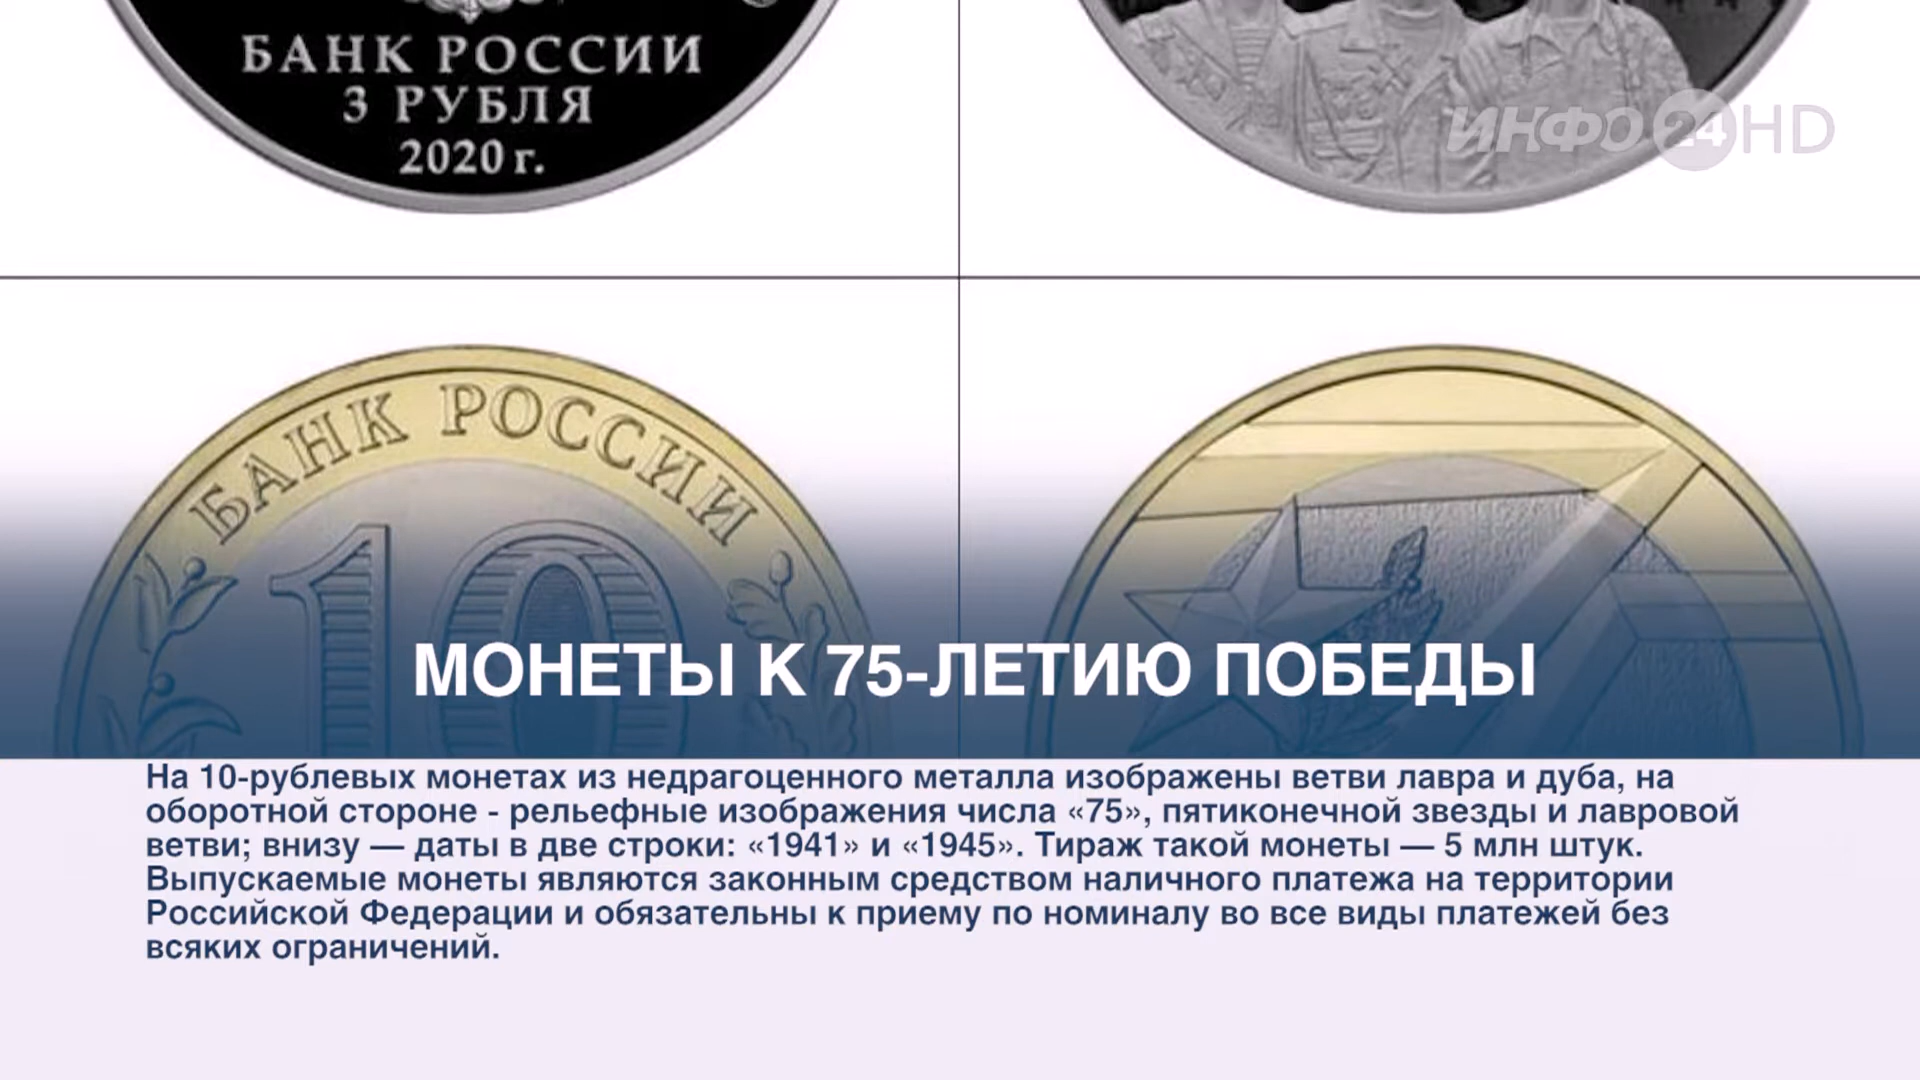 БАНК РОССИИ
3 РУБЛЯ
2020 г.
ИНФО 24 HD
БАНК РОССИИ
10
МОНЕТЫ К 75-ЛЕТИЮ ПОБЕДЫ
На 10-рублевых монетах из недрагоценного металла изображены ветви лавра и дуба, на
оборотной стороне - рельефные изображения числа «75», пятиконечной звезды и лавровой
ветви; внизу — даты в две строки: «1941» и «1945». Тираж такой монеты — 5 млн штук.
Выпускаемые монеты являются законным средством наличного платежа на территории
Российской Федерации и обязательны к приему по номиналу во все виды платежей без
всяких ограничений.